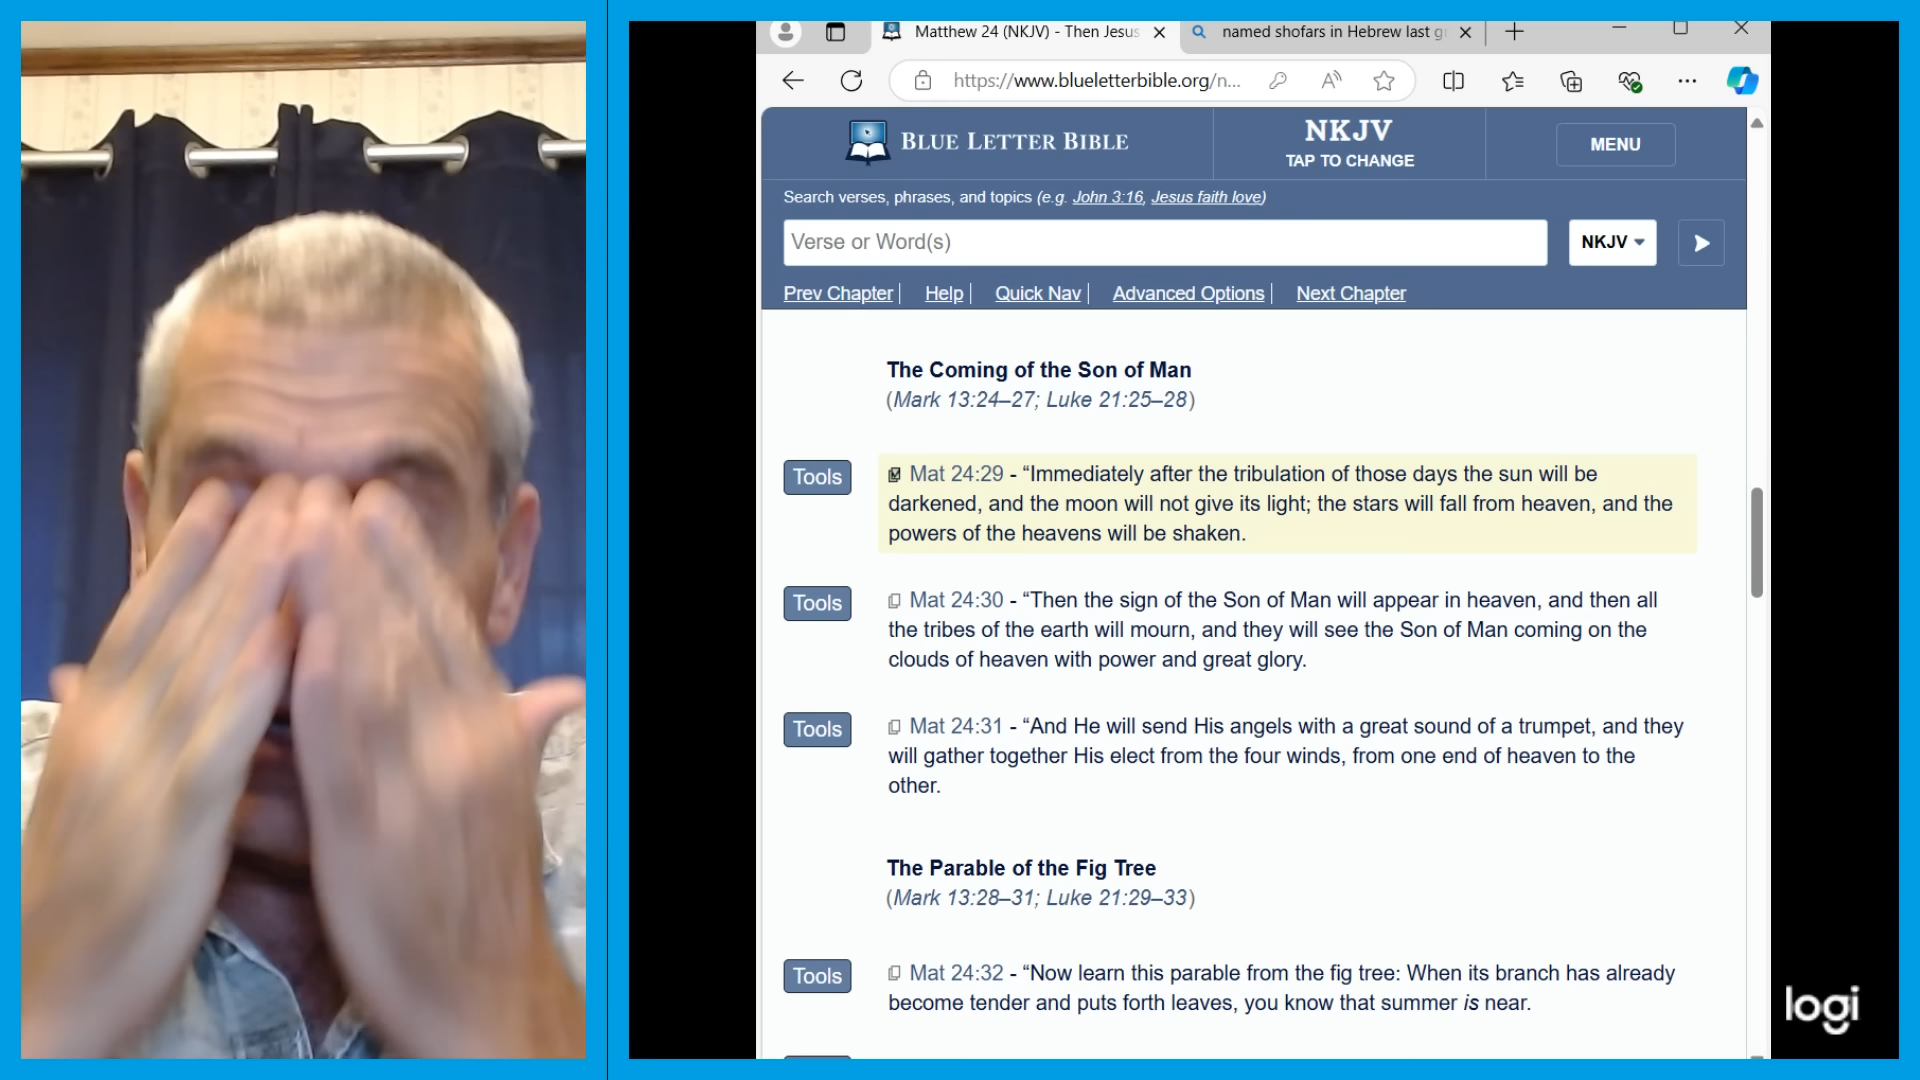 Matthew 24 (NKJV) - Then Jesus
named shofars in Hebrew last g
https://www.blueletterbible.org/n...
BLUE LETTER BIBLE
NKJV
TAP TO CHANGE
MENU
Search verses, phrases, and topics (e.g. John 3:16, Jesus faith love)
Verse or Word(s)
NKJV
Prev Chapter | Help | Quick Nav | Advanced Options | Next Chapter
The Coming of the Son of Man
(Mark 13:24–27; Luke 21:25–28)
Tools
Mat 24:29 - “Immediately after the tribulation of those days the sun will be
darkened, and the moon will not give its light; the stars will fall from heaven, and the
powers of the heavens will be shaken.
Tools
Mat 24:30 - “Then the sign of the Son of Man will appear in heaven, and then all
the tribes of the earth will mourn, and they will see the Son of Man coming on the
clouds of heaven with power and great glory.
Tools
Mat 24:31 - “And He will send His angels with a great sound of a trumpet, and they
will gather together His elect from the four winds, from one end of heaven to the
other.
The Parable of the Fig Tree
(Mark 13:28–31; Luke 21:29–33)
Tools
Mat 24:32 - “Now learn this parable from the fig tree: When its branch has already
become tender and puts forth leaves, you know that summer is near.
logi